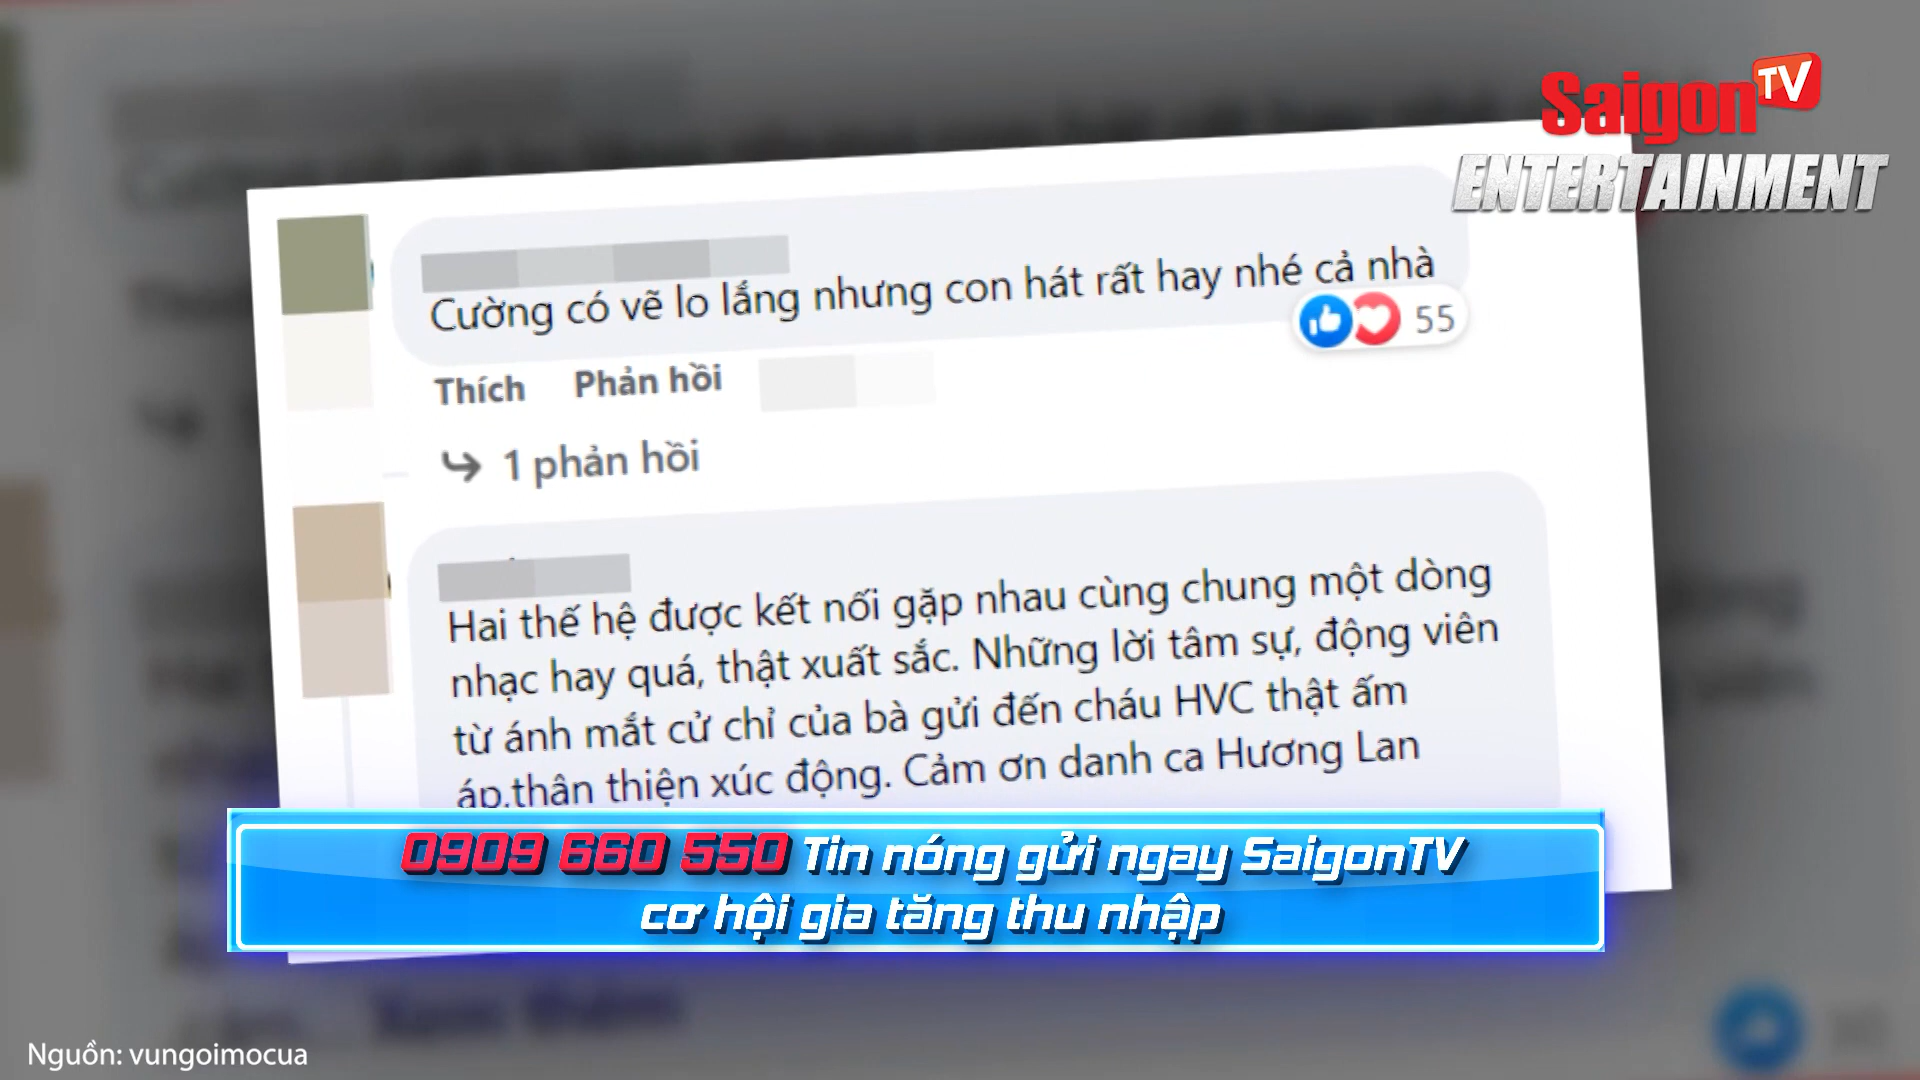 Saigon TV
ENTERTAINMENT
Cường có vẽ lo lắng nhưng con hát rất hay nhé cả nhà
55
Thích Phản hồi
1 phản hồi
Hai thế hệ được kết nối gặp nhau cùng chung một dòng
nhạc hay quá, thật xuất sắc. Những lời tâm sự, động viên
từ ánh mắt cử chỉ của bà gửi đến cháu HVC thật ấm
áp,thân thiện xúc động. Cảm ơn danh ca Hương Lan
0909 660 550 Tin nóng gửi ngay SaigonTV
cơ hội gia tăng thu nhập
Xem thêm
Nguồn: vungoimocua